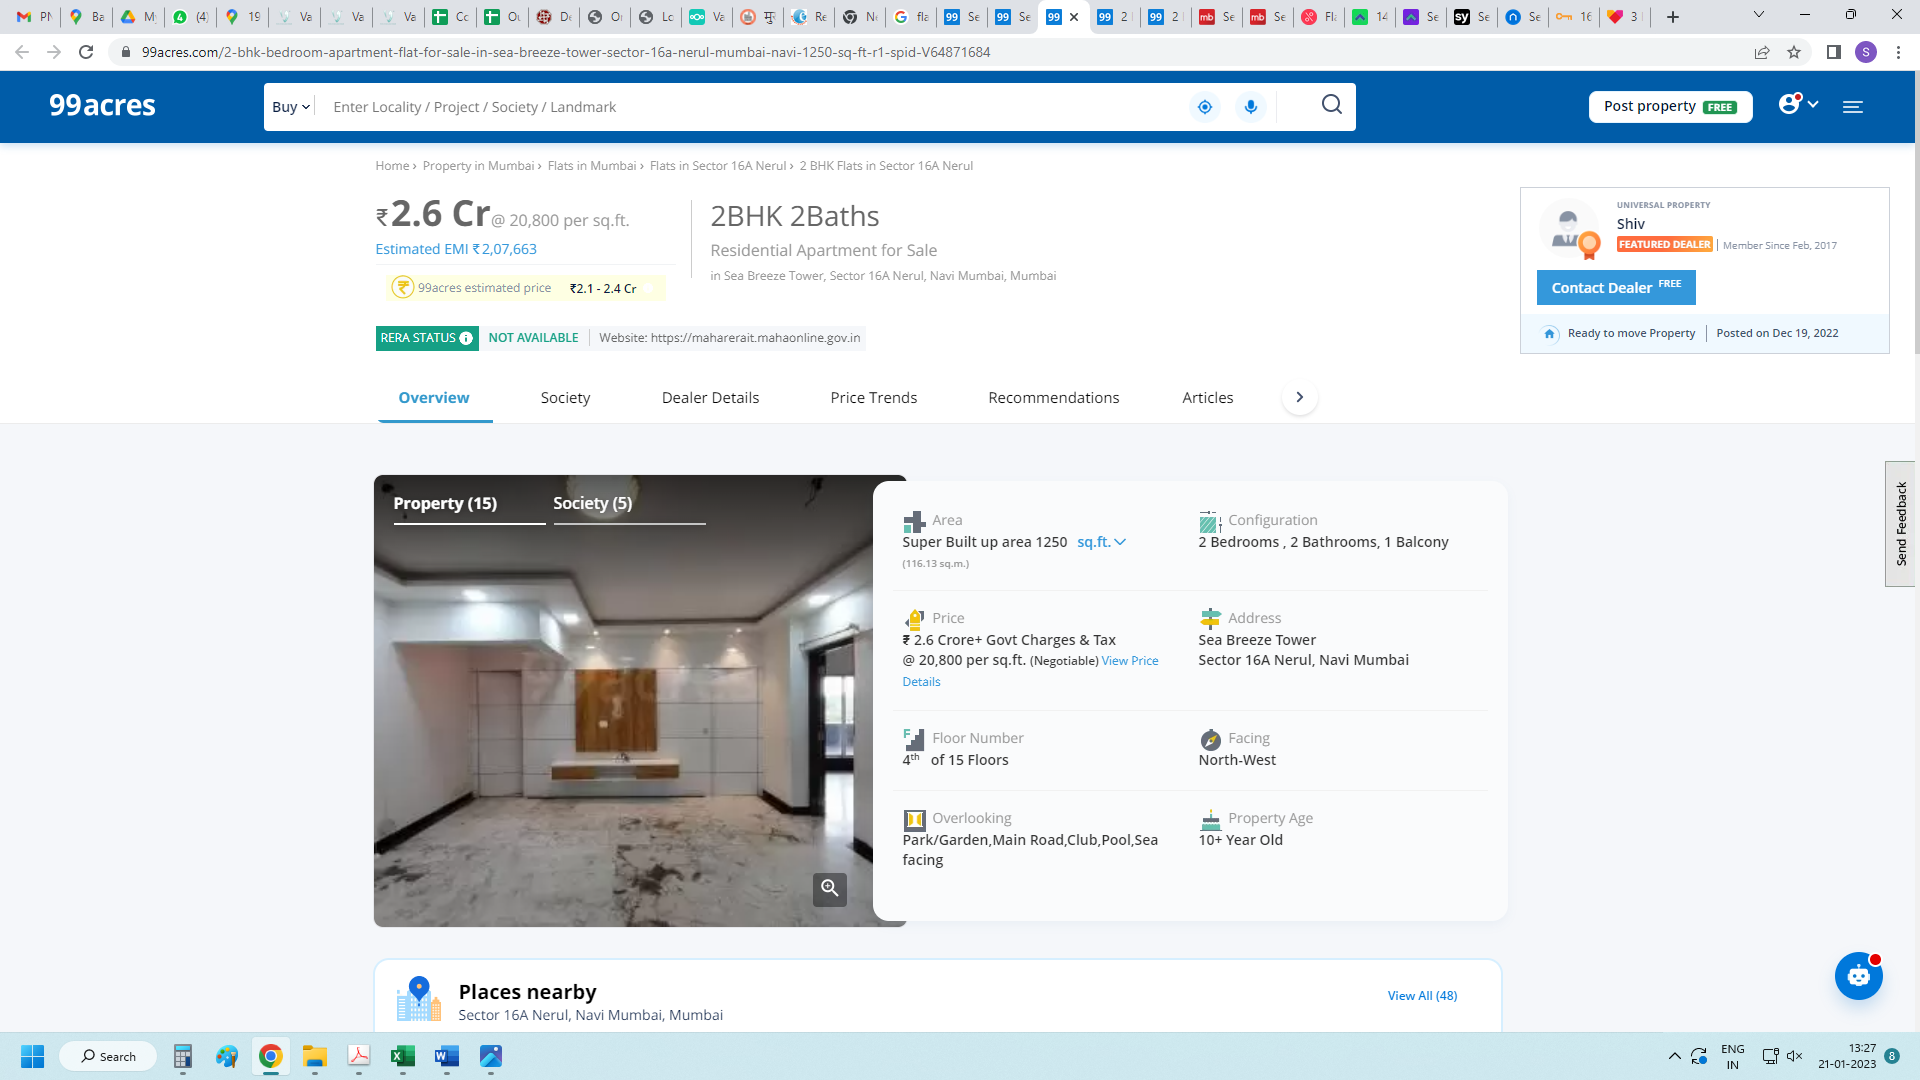 99acres.com/2-bhk-bedroom-apartment-flat-for-sale-in-sea-breeze-tower-sector-16a-nerul-mumbai-navi-1250-sq-ft-r1-spid-V64871684
99acres
Buy
Enter Locality / Project / Society / Landmark
Post property FREE
Home › Property in Mumbai › Flats in Mumbai › Flats in Sector 16A Nerul › 2 BHK Flats in Sector 16A Nerul
₹2.6 Cr@ 20,800 per sq.ft.
Estimated EMI ₹2,07,663
99acres estimated price ₹2.1 - 2.4 Cr
2BHK 2Baths
Residential Apartment for Sale
in Sea Breeze Tower, Sector 16A Nerul, Navi Mumbai, Mumbai
UNIVERSAL PROPERTY
Shiv
FEATURED DEALER Member Since Feb, 2017
Contact Dealer FREE
Ready to move Property Posted on Dec 19, 2022
RERA STATUS NOT AVAILABLE Website: https://maharerait.mahaonline.gov.in
Overview Society Dealer Details Price Trends Recommendations Articles
Property (15) Society (5)
Area
Super Built up area 1250 sq.ft.
(116.13 sq.m.)
Configuration
2 Bedrooms , 2 Bathrooms, 1 Balcony
Price
₹ 2.6 Crore+ Govt Charges & Tax
@ 20,800 per sq.ft. (Negotiable) View Price
Details
Address
Sea Breeze Tower
Sector 16A Nerul, Navi Mumbai
Floor Number
4th of 15 Floors
Facing
North-West
Overlooking
Park/Garden,Main Road,Club,Pool,Sea
facing
Property Age
10+ Year Old
Send Feedback
Places nearby
Sector 16A Nerul, Navi Mumbai, Mumbai
View All (48)
Search
ENG
IN
13:27
21-01-2023
8